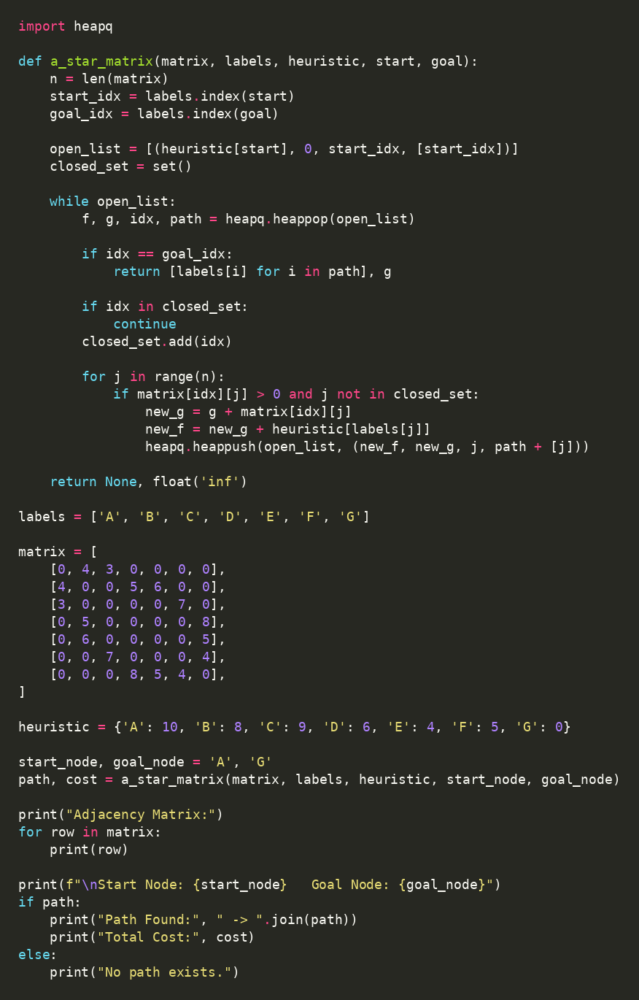 import heapq

def a_star_matrix(matrix, labels, heuristic, start, goal):
    n = len(matrix)
    start_idx = labels.index(start)
    goal_idx = labels.index(goal)

    open_list = [(heuristic[start], 0, start_idx, [start_idx])]
    closed_set = set()

    while open_list:
        f, g, idx, path = heapq.heappop(open_list)

        if idx == goal_idx:
            return [labels[i] for i in path], g

        if idx in closed_set:
            continue
        closed_set.add(idx)

        for j in range(n):
            if matrix[idx][j] > 0 and j not in closed_set:
                new_g = g + matrix[idx][j]
                new_f = new_g + heuristic[labels[j]]
                heapq.heappush(open_list, (new_f, new_g, j, path + [j]))

    return None, float('inf')

labels = ['A', 'B', 'C', 'D', 'E', 'F', 'G']

matrix = [
    [0, 4, 3, 0, 0, 0, 0],
    [4, 0, 0, 5, 6, 0, 0],
    [3, 0, 0, 0, 0, 7, 0],
    [0, 5, 0, 0, 0, 0, 8],
    [0, 6, 0, 0, 0, 0, 5],
    [0, 0, 7, 0, 0, 0, 4],
    [0, 0, 0, 8, 5, 4, 0],
]

heuristic = {'A': 10, 'B': 8, 'C': 9, 'D': 6, 'E': 4, 'F': 5, 'G': 0}

start_node, goal_node = 'A', 'G'
path, cost = a_star_matrix(matrix, labels, heuristic, start_node, goal_node)

print("Adjacency Matrix:")
for row in matrix:
    print(row)

print(f"\nStart Node: {start_node}   Goal Node: {goal_node}")
if path:
    print("Path Found:", " -> ".join(path))
    print("Total Cost:", cost)
else:
    print("No path exists.")